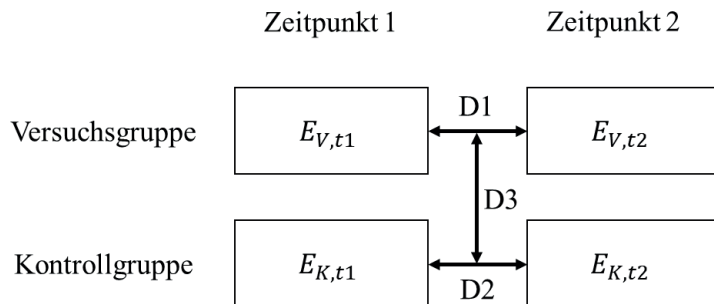 Zeitpunkt 1 Zeitpunkt 2
D1
Versuchsgruppe E_{V,t1} E_{V,t2}
D3
Kontrollgruppe E_{K,t1} E_{K,t2}
D2